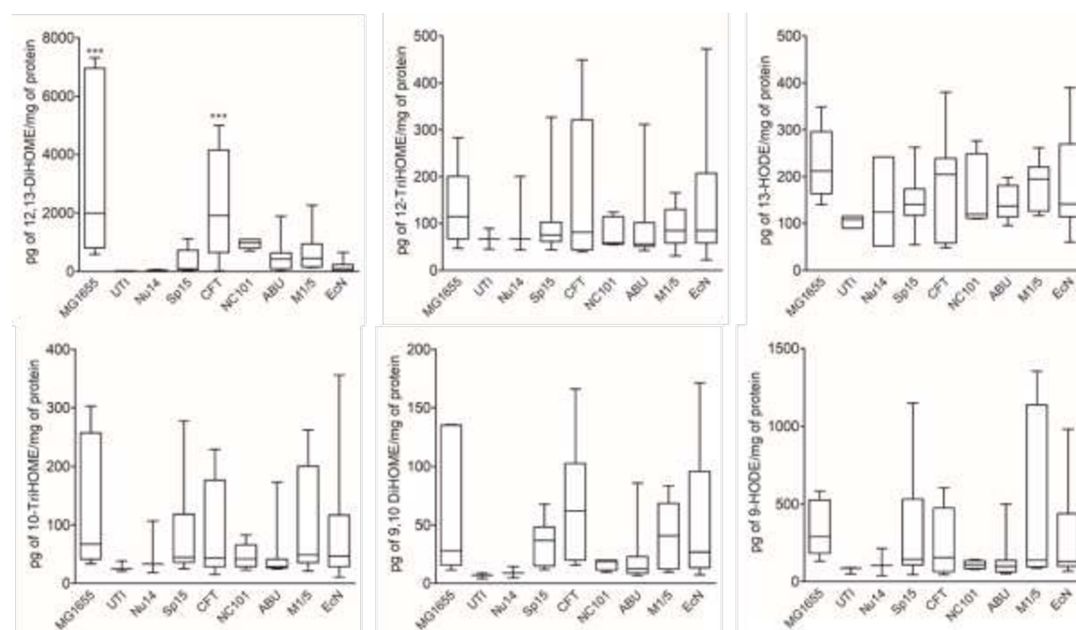 pg of 12,13-DiHOME/mg of protein
8000
6000
4000
2000
0
***
***
MG1655 UTI Nu14 Sp15 CFT NC101 ABU M1/5 EcN
pg of 12-TriHOME/mg of protein
500
400
300
200
100
0
MG1655 UTI Nu14 Sp15 CFT NC101 ABU M1/5 EcN
pg of 13-HODE/mg of protein
500
400
300
200
100
0
MG1655 UTI Nu14 Sp15 CFT NC101 ABU M1/5 EcN
pg of 10-TriHOME/mg of protein
400
300
200
100
0
MG1655 UTI Nu14 Sp15 CFT NC101 ABU M1/5 EcN
pg of 9,10 DiHOME/mg of protein
200
150
100
50
0
MG1655 UTI Nu14 Sp15 CFT NC101 ABU M1/5 EcN
pg of 9-HODE/mg of protein
1500
1000
500
0
MG1655 UTI Nu14 Sp15 CFT NC101 ABU M1/5 EcN